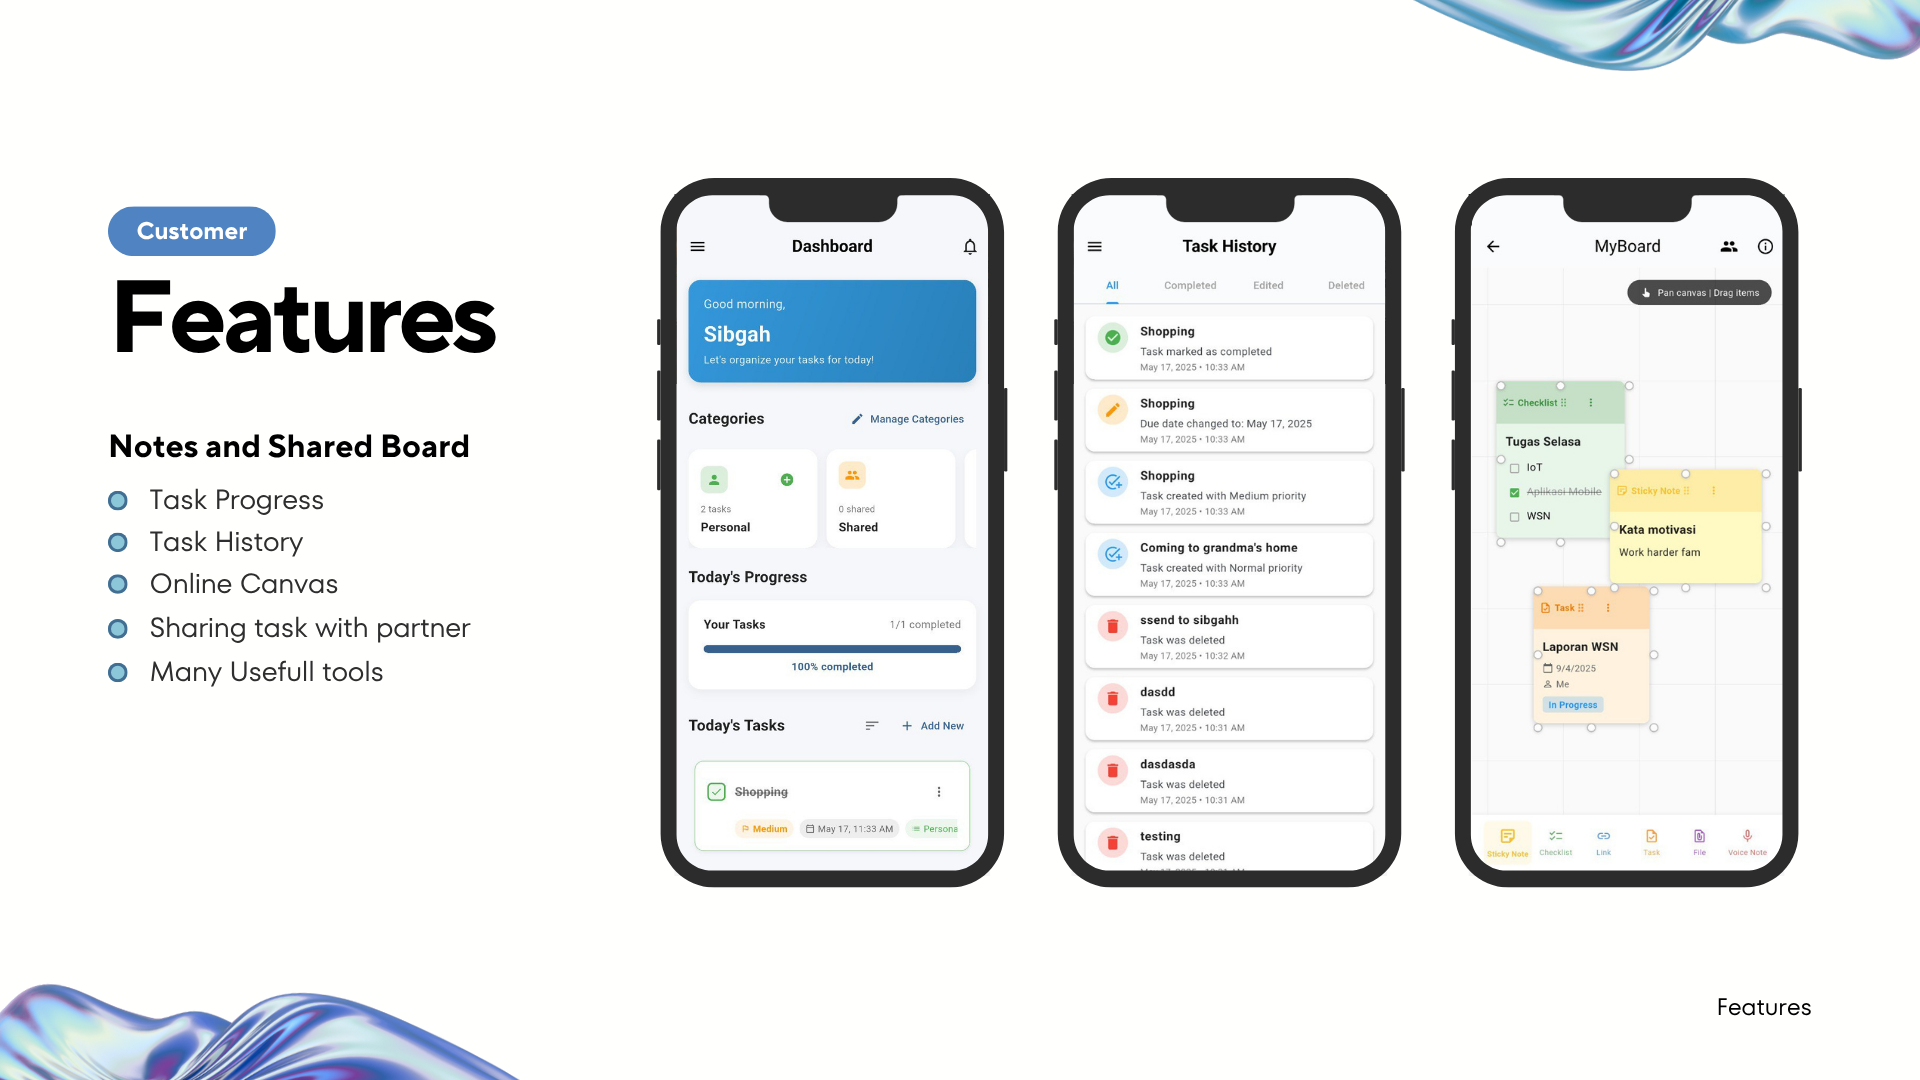 Customer
Features
Notes and Shared Board
Task Progress
Task History
Online Canvas
Sharing task with partner
Many Usefull tools
Dashboard
Good morning,
Sibgah
Let's organize your tasks for today!
Categories
Manage Categories
2 tasks
Personal
0 shared
Shared
Today's Progress
Your Tasks
1/1 completed
100% completed
Today's Tasks
Add New
Shopping
Medium
May 17, 11:33 AM
Persona
Task History
All
Completed
Edited
Deleted
Shopping
Task marked as completed
May 17, 2025 • 10:33 AM
Shopping
Due date changed to: May 17, 2025
May 17, 2025 • 10:33 AM
Shopping
Task created with Medium priority
May 17, 2025 • 10:33 AM
Coming to grandma's home
Task created with Normal priority
May 17, 2025 • 10:33 AM
ssend to sibgahh
Task was deleted
May 17, 2025 • 10:32 AM
dasdd
Task was deleted
May 17, 2025 • 10:31 AM
dasdasda
Task was deleted
May 17, 2025 • 10:31 AM
testing
Task was deleted
MyBoard
Pan canvas | Drag items
Checklist
Tugas Selasa
IoT
Aplikasi Mobile
WSN
Sticky Note
Kata motivasi
Work harder fam
Task
Laporan WSN
9/4/2025
Me
In Progress
Sticky Note
Checklist
Link
Task
File
Voice Note
Features